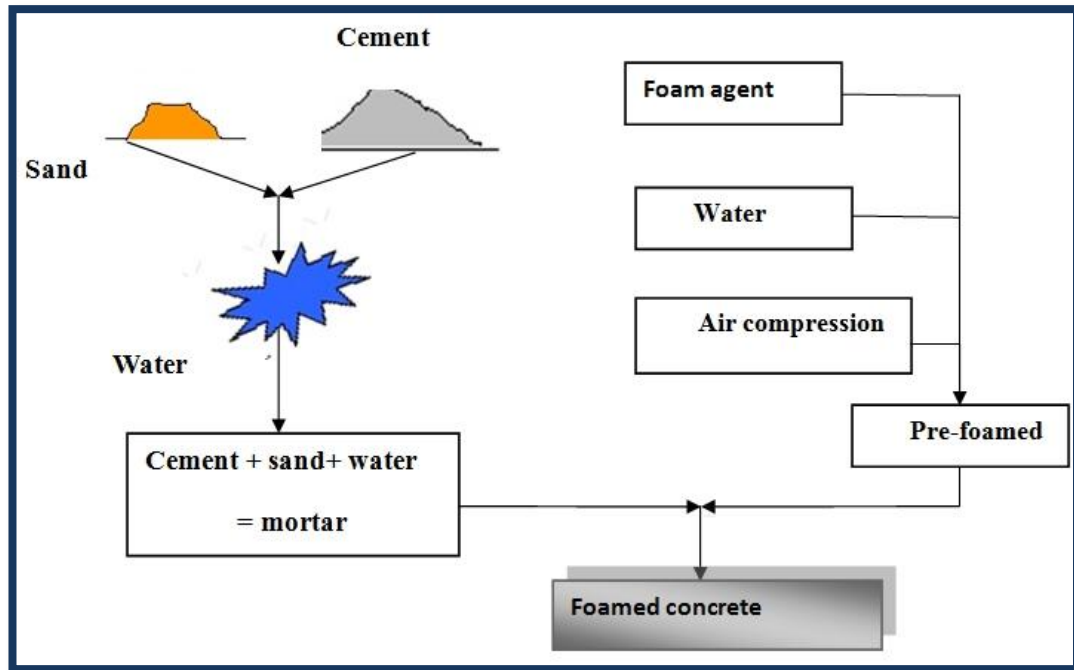 Cement
Foam agent
Sand
Water
Air compression
Water
Pre-foamed
Cement + sand+ water
= mortar
Foamed concrete